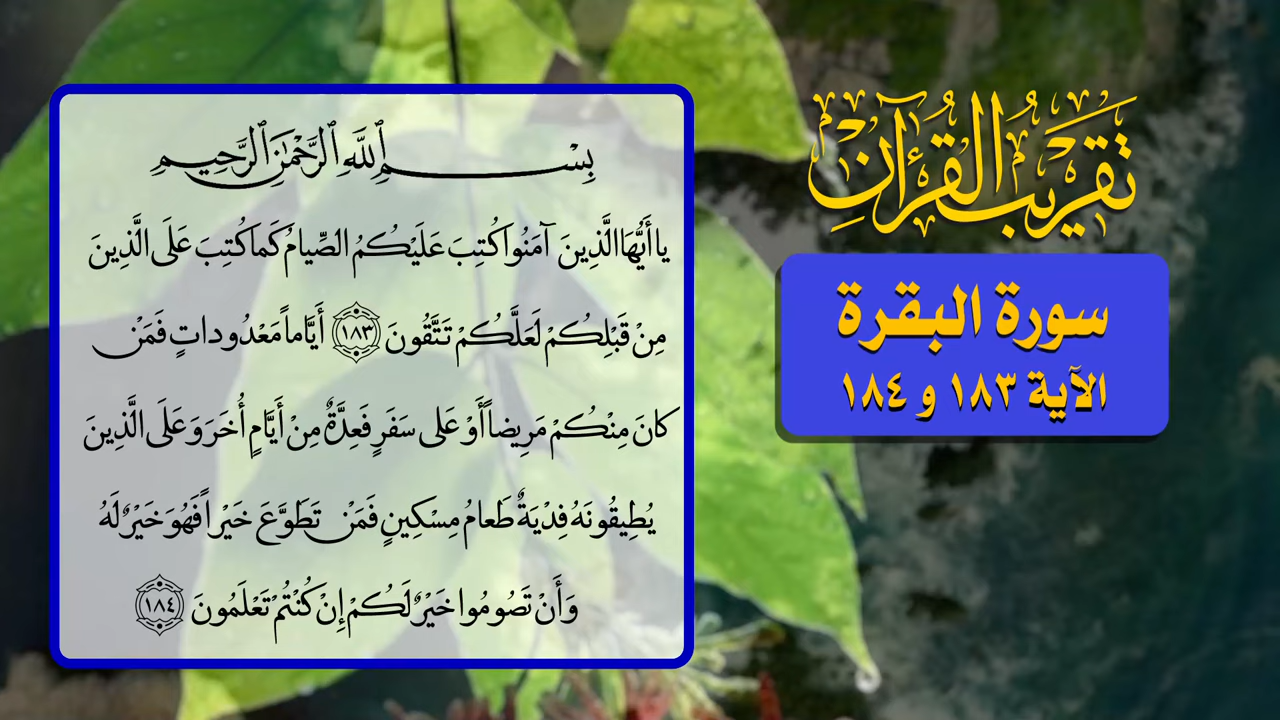 تقريب القرآن
سورة البقرة
الآية ١٨٣ و ١٨٤
بِسْمِ ٱللَّهِ ٱلرَّحْمَٰنِ ٱلرَّحِيمِ
يا أَيُّهَا الَّذِينَ آمَنُوا كُتِبَ عَلَيْكُمُ الصِّيامُ كَما كُتِبَ عَلَى الَّذِينَ
مِنْ قَبْلِكُمْ لَعَلَّكُمْ تَتَّقُونَ ١٨٣ أَيَّاماً مَعْدُوداتٍ فَمَنْ
كانَ مِنْكُمْ مَرِيضاً أَوْ عَلى سَفَرٍ فَعِدَّةٌ مِنْ أَيَّامٍ أُخَرَ وَعَلَى الَّذِينَ
يُطِيقُونَهُ فِدْيَةٌ طَعامُ مِسْكِينٍ فَمَنْ تَطَوَّعَ خَيْراً فَهُوَ خَيْرٌ لَهُ
وَأَنْ تَصُومُوا خَيْرٌ لَكُمْ إِنْ كُنْتُمْ تَعْلَمُونَ ١٨٤